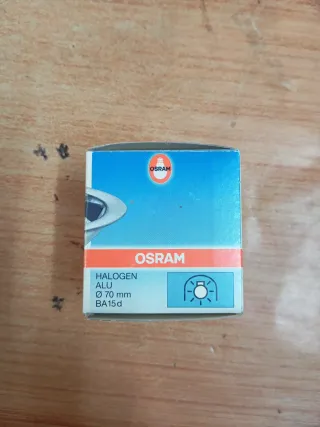 OSRAM
OSRAM
HALOGEN
ALU
Ø 70 mm
BA15d